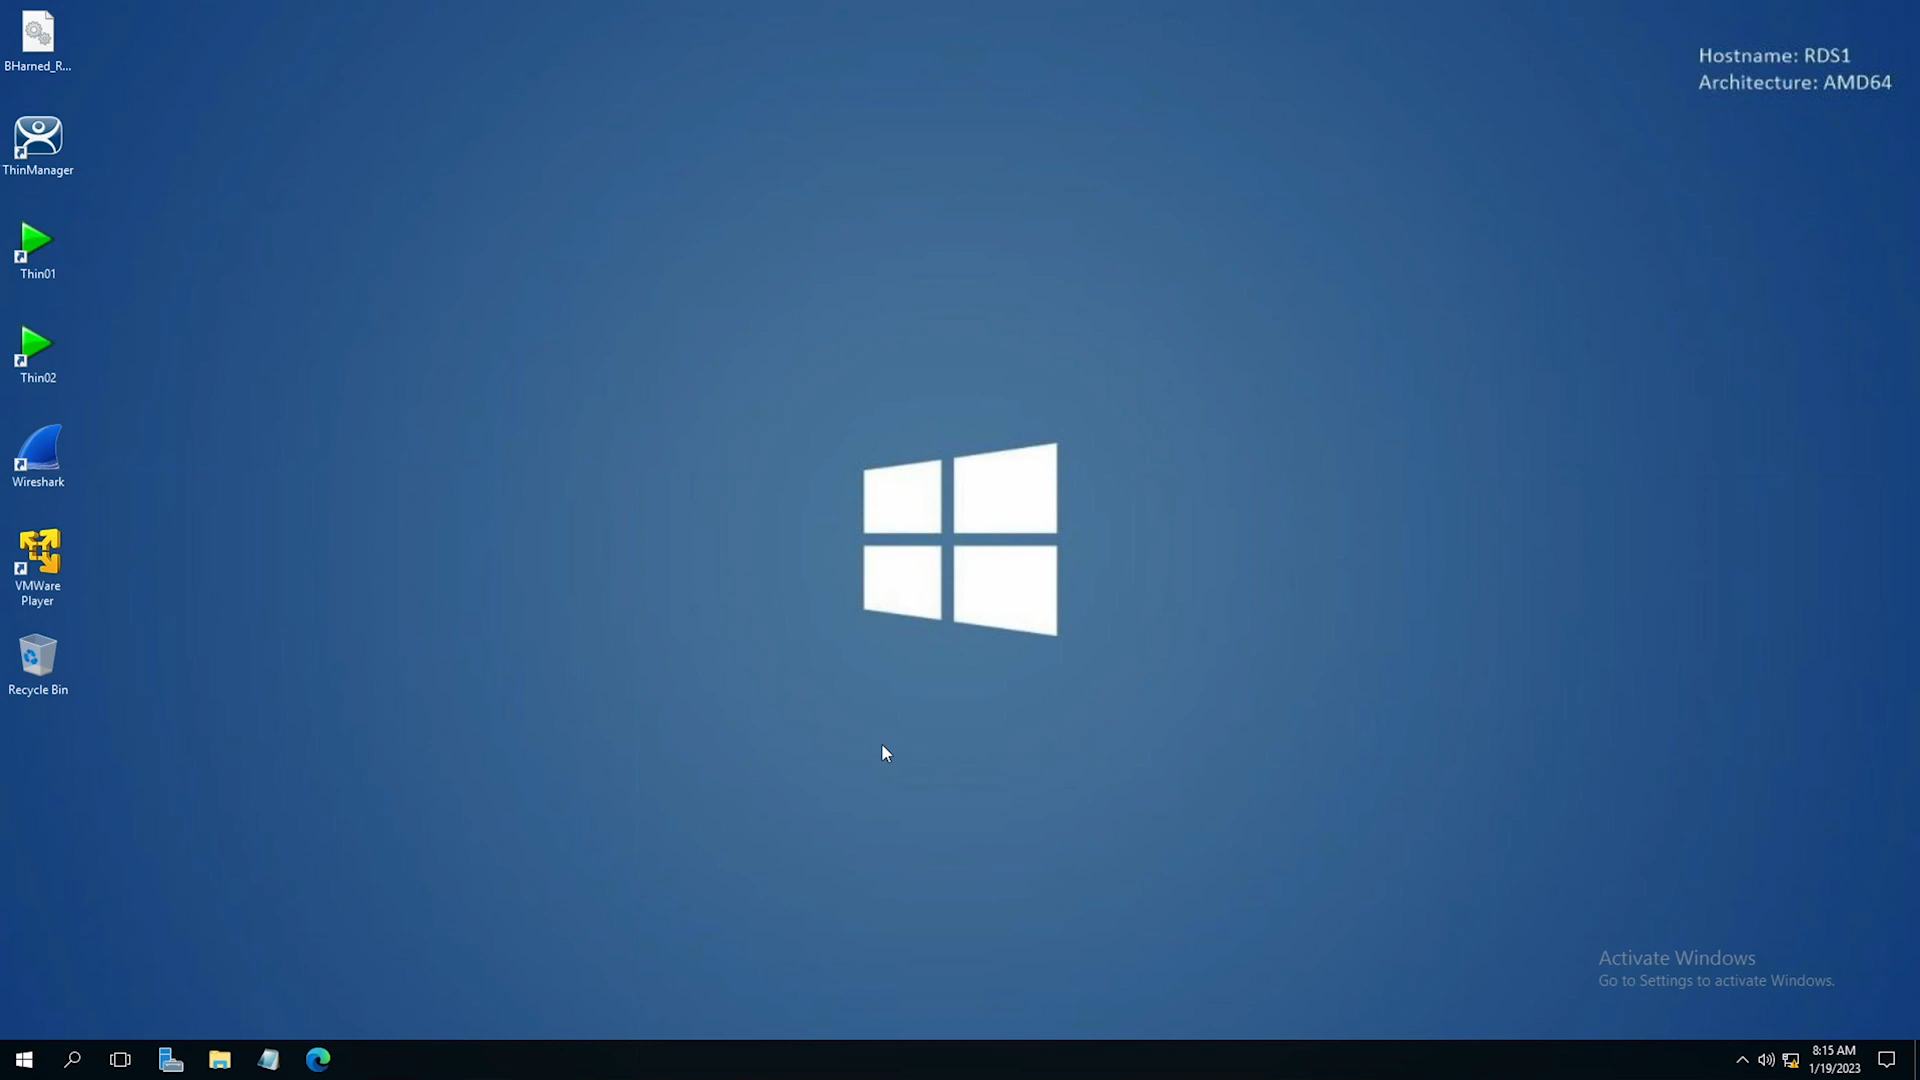 BHarned_R...
ThinManager
Thin01
Thin02
Wireshark
VMWare
Player
Recycle Bin
Hostname: RDS1
Architecture: AMD64
Activate Windows
Go to Settings to activate Windows.
8:15 AM
1/19/2023